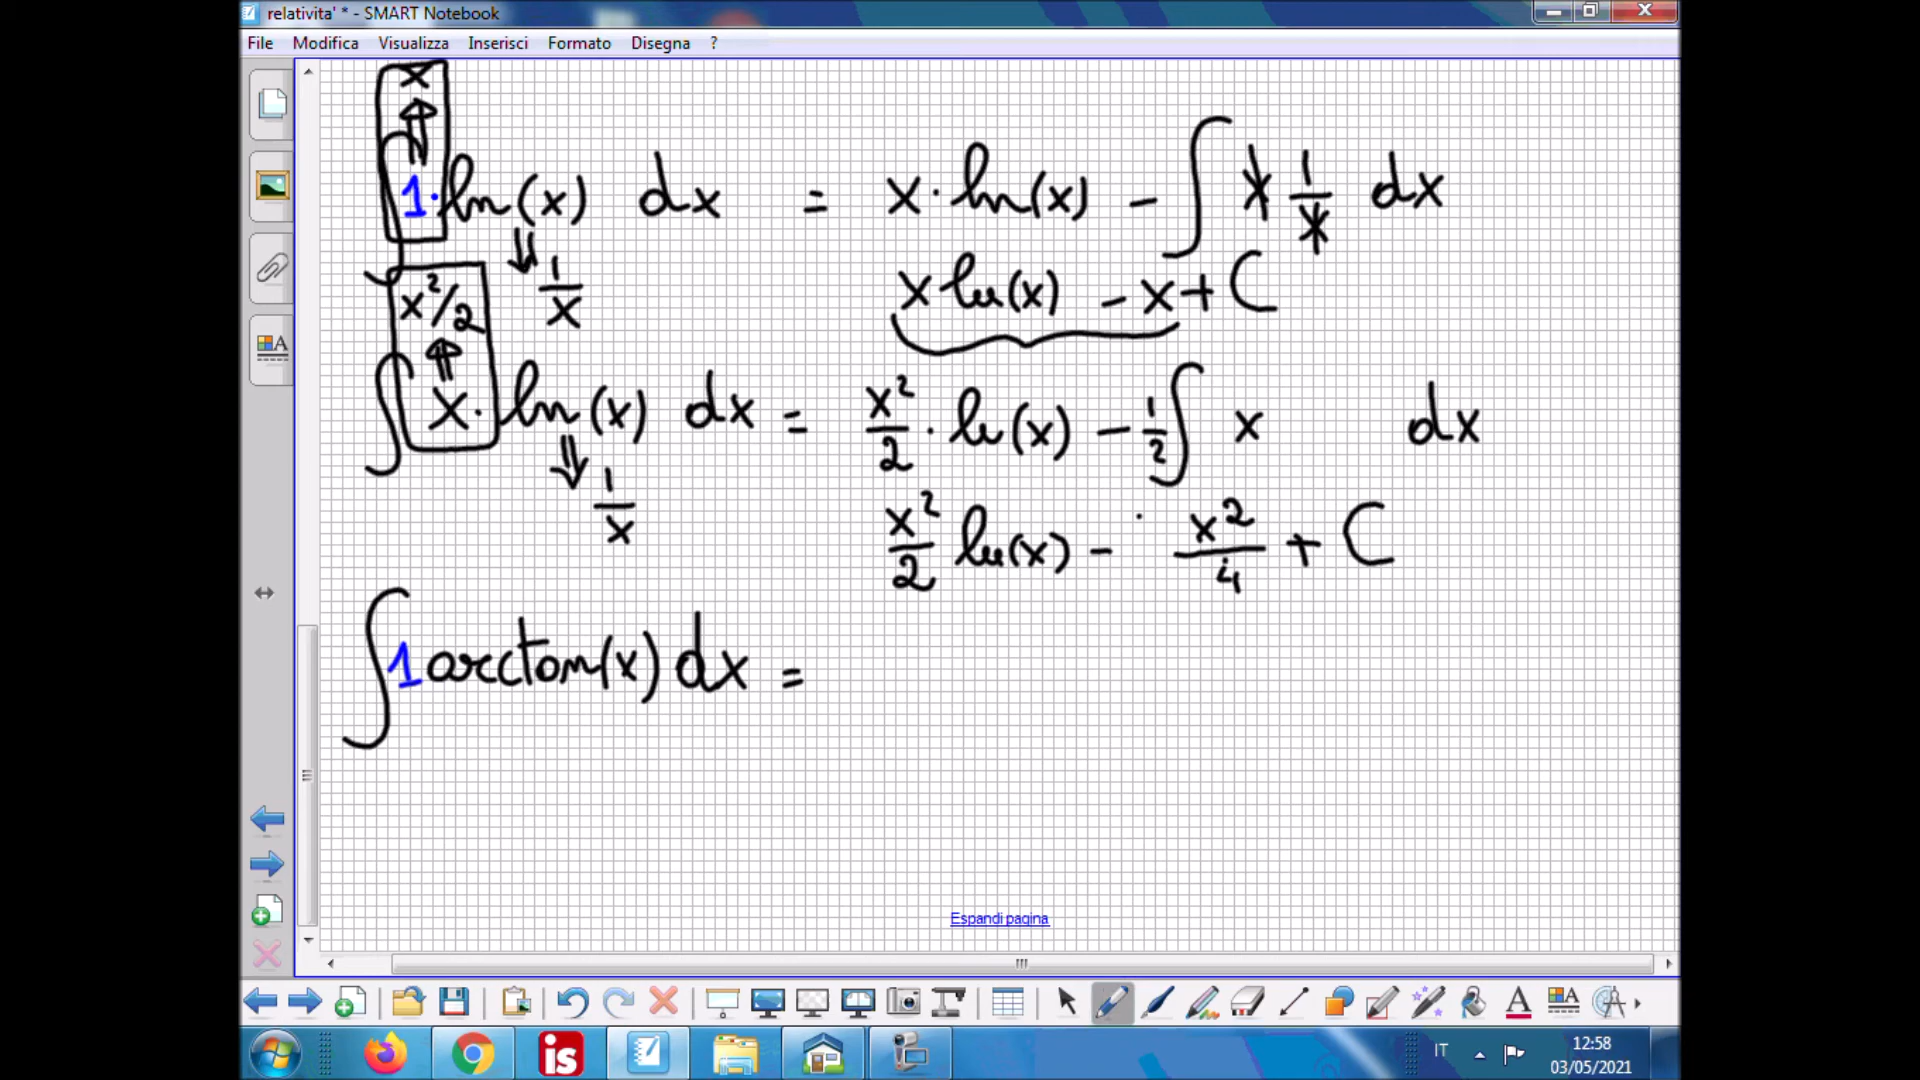 relativita' * - SMART Notebook
File Modifica Visualizza Inserisci Formato Disegna ?
x
∫ 1·ln(x) dx = x·ln(x) - ∫ x 1/x dx
1/x
x ln(x) - x + C
x²/2
∫ x·ln(x) dx = x²/2 · ln(x) - 1/2 ∫ x dx
1/x
x²/2 ln(x) - x²/4 + C
∫ 1 arctan(x) dx =
Espandi pagina
A
is
IT
12:58
03/05/2021